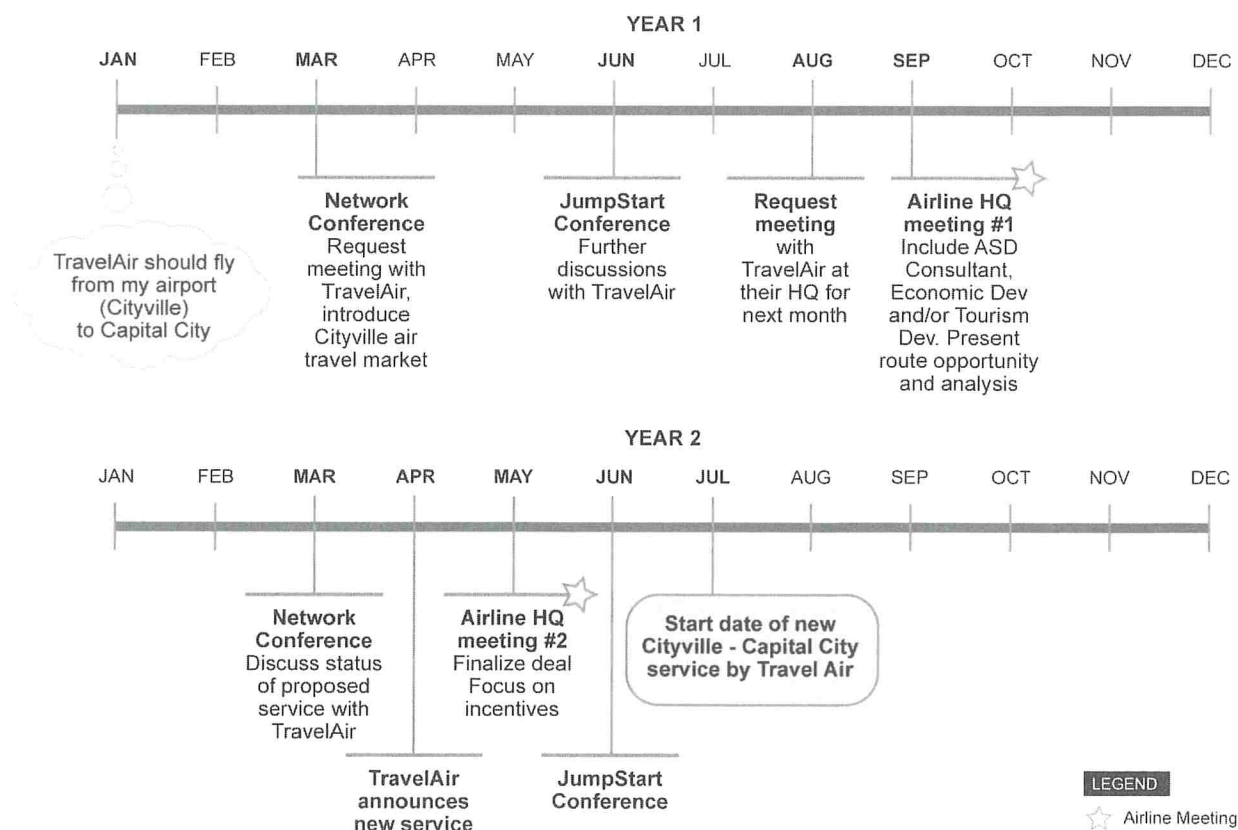 YEAR 1
JAN FEB MAR APR MAY JUN JUL AUG SEP OCT NOV DEC
TravelAir should fly
from my airport
(Cityville)
to Capital City
Network
Conference
Request
meeting with
TravelAir,
introduce
Cityville air
travel market
JumpStart
Conference
Further
discussions
with TravelAir
Request
meeting
with
TravelAir at
their HQ for
next month
Airline HQ
meeting #1
Include ASD
Consultant,
Economic Dev
and/or Tourism
Dev. Present
route opportunity
and analysis
YEAR 2
JAN FEB MAR APR MAY JUN JUL AUG SEP OCT NOV DEC
Network
Conference
Discuss status
of proposed
service with
TravelAir
TravelAir
announces
new service
Airline HQ
meeting #2
Finalize deal
Focus on
incentives
JumpStart
Conference
Start date of new
Cityville - Capital City
service by Travel Air
LEGEND
Airline Meeting